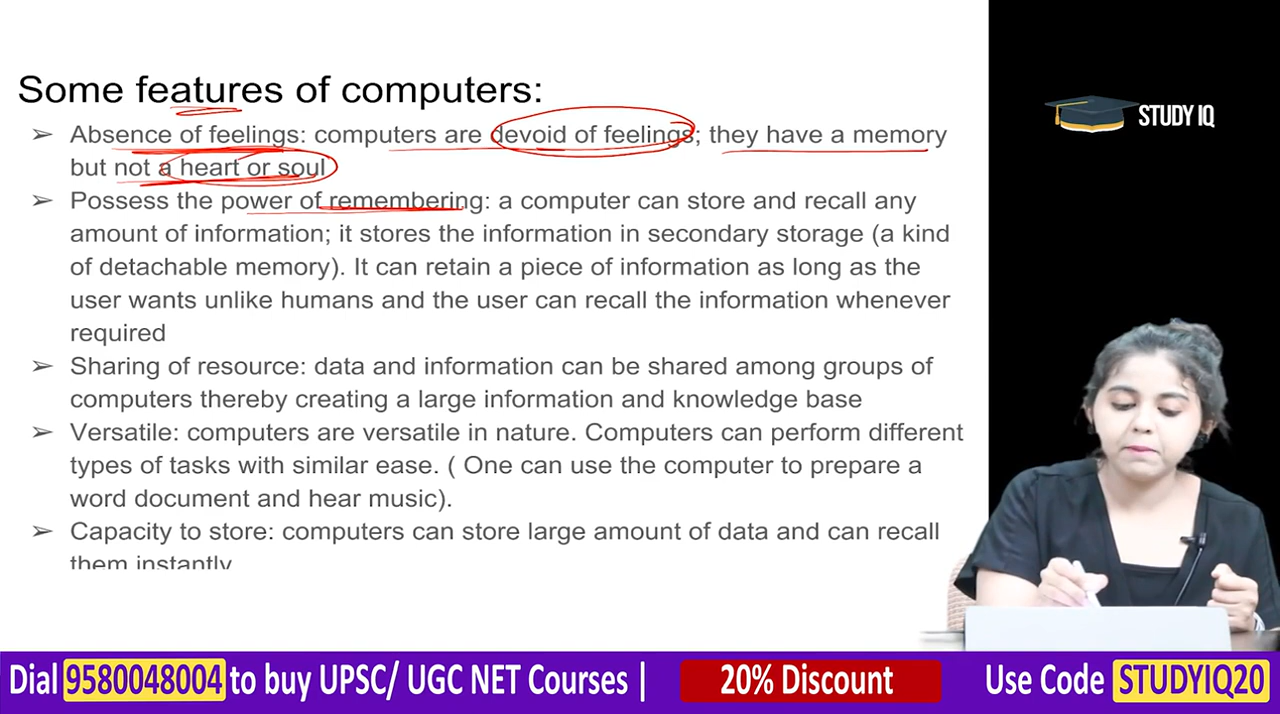 Some features of computers:
➢ Absence of feelings: computers are devoid of feelings; they have a memory
but not a heart or soul
➢ Possess the power of remembering: a computer can store and recall any
amount of information; it stores the information in secondary storage (a kind
of detachable memory). It can retain a piece of information as long as the
user wants unlike humans and the user can recall the information whenever
required
➢ Sharing of resource: data and information can be shared among groups of
computers thereby creating a large information and knowledge base
➢ Versatile: computers are versatile in nature. Computers can perform different
types of tasks with similar ease. ( One can use the computer to prepare a
word document and hear music).
➢ Capacity to store: computers can store large amount of data and can recall
them instantly
STUDY IQ
Dial 9580048004 to buy UPSC/ UGC NET Courses | 20% Discount Use Code STUDYIQ20